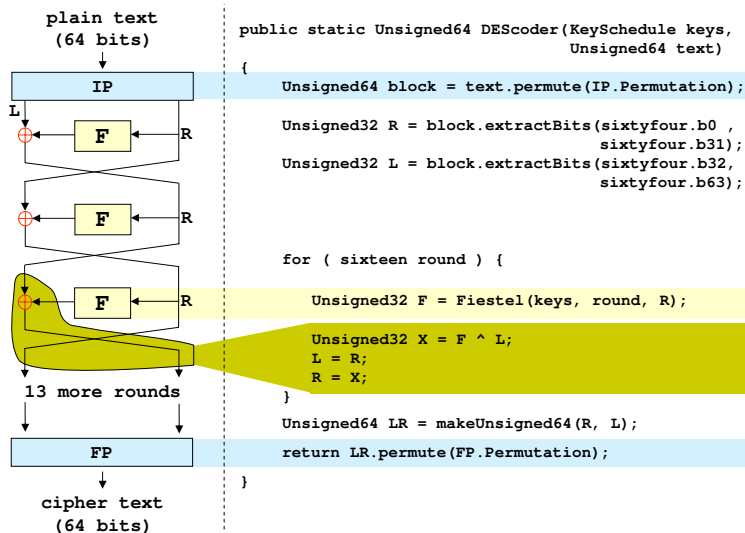 plain text
(64 bits)
IP
L
F
R
F
R
F
R
13 more rounds
FP
cipher text
(64 bits)
public static Unsigned64 DEScoder(KeySchedule keys,
Unsigned64 text)
{
Unsigned64 block = text.permute(IP.Permutation);
Unsigned32 R = block.extractBits(sixtyfour.b0 ,
sixtyfour.b31);
Unsigned32 L = block.extractBits(sixtyfour.b32,
sixtyfour.b63);
for ( sixteen round ) {
Unsigned32 F = Fiestel(keys, round, R);
Unsigned32 X = F ^ L;
L = R;
R = X;
}
Unsigned64 LR = makeUnsigned64(R, L);
return LR.permute(FP.Permutation);
}